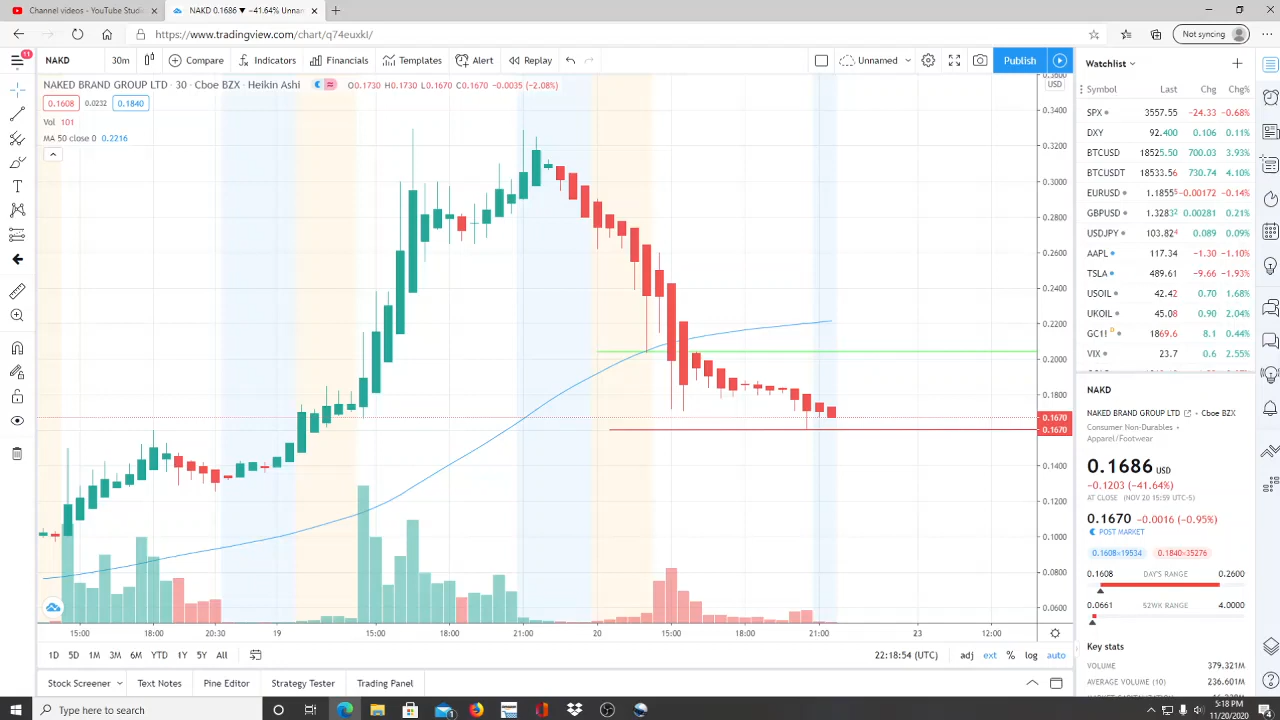 Channel videos - YouTube Studio
NAKD 0.1686 ▼ −41.64% Unnam
https://www.tradingview.com/chart/q74euxkI/
Not syncing
11
NAKD
30m
Compare
Indicators
Financials
Templates
Alert
Replay
Unnamed
Publish
NAKED BRAND GROUP LTD · 30 · Cboe BZX · Heikin Ashi
O0.1730 H0.1730 L0.1670 C0.1670 −0.0035 (−2.08%)
0.1608 0.0232 0.1840
Vol 101
MA 50 close 0 0.2216
USD
0.3400
0.3200
0.3000
0.2800
0.2600
0.2400
0.2200
0.2000
0.1800
0.1670
0.1670
0.1400
0.1200
0.1000
0.0800
0.0600
15:00 18:00 20:30 19 15:00 18:00 21:00 20 15:00 18:00 21:00 23 12:00
1D 5D 1M 3M 6M YTD 1Y 5Y All
22:18:54 (UTC) adj ext % log auto
Stock Screener
Text Notes
Pine Editor
Strategy Tester
Trading Panel
Watchlist
Symbol Last Chg Chg%
SPX 3557.55 −24.33 −0.68%
DXY 92.400 0.106 0.11%
BTCUSD 18525.50 700.03 3.93%
BTCUSDT 18533.56 730.74 4.10%
EURUSD 1.1855⁵ −0.00172 −0.14%
GBPUSD 1.3283² 0.00281 0.21%
USDJPY 103.82⁴ 0.089 0.09%
AAPL 117.34 −1.30 −1.10%
TSLA 489.61 −9.66 −1.93%
USOIL 42.42 0.70 1.68%
UKOIL 45.08 0.90 2.04%
GC1! D 1869.6 8.1 0.44%
VIX 23.7 0.6 2.55%
NAKD
NAKED BRAND GROUP LTD • Cboe BZX
Consumer Non-Durables •
Apparel/Footwear
0.1686 USD
−0.1203 (−41.64%)
AT CLOSE (NOV 20 15:59 UTC-5)
0.1670 −0.0016 (−0.95%)
POST MARKET
0.1608×19534 0.1840×35276
0.1608 DAY'S RANGE 0.2600
0.0661 52WK RANGE 4.0000
Key stats
VOLUME 379.321M
AVERAGE VOLUME (10) 236.601M
Type here to search
1
5:18 PM
11/20/2020
4